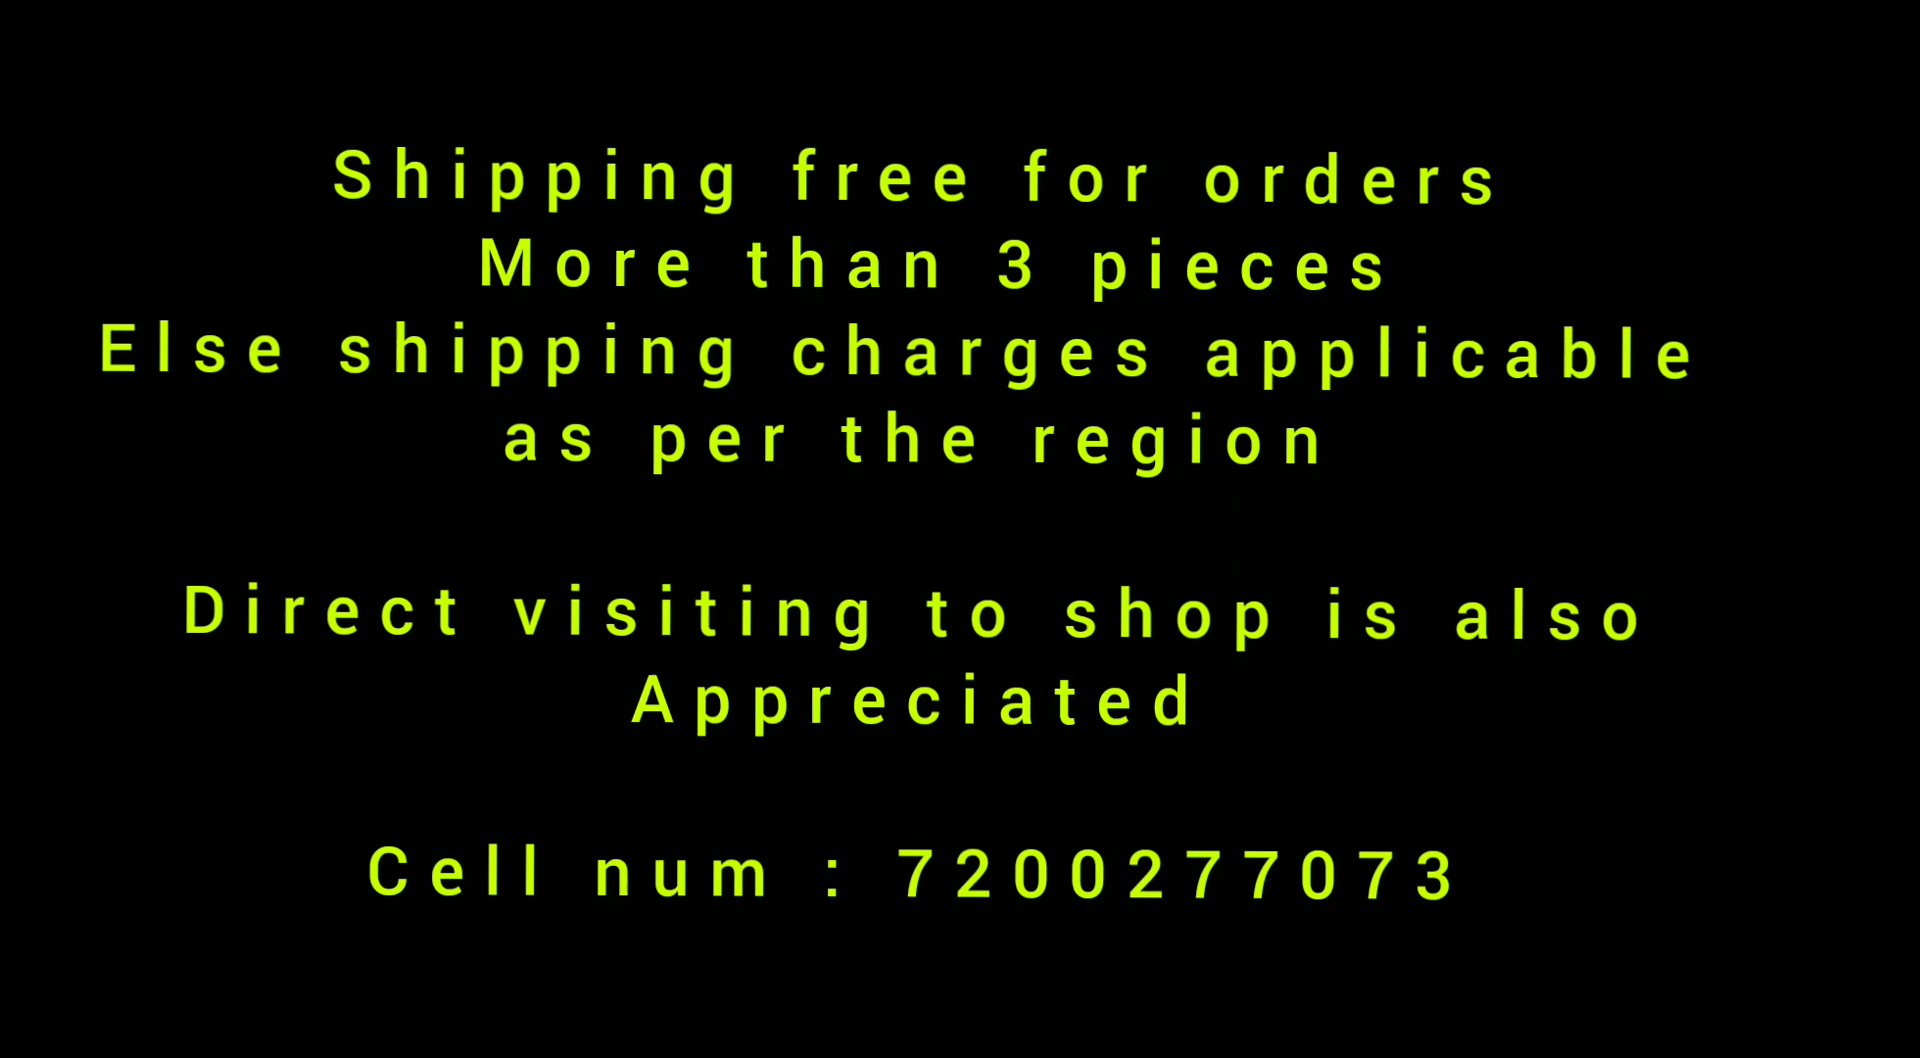 Shipping free for orders
More than 3 pieces
Else shipping charges applicable
as per the region
Direct visiting to shop is also
Appreciated
Cell num : 7200277073